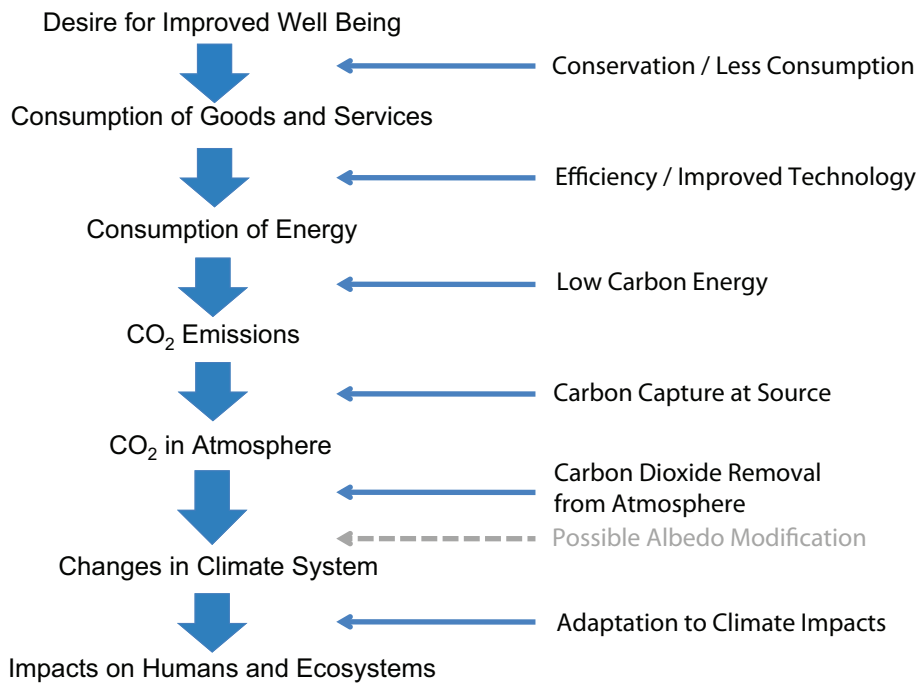 Desire for Improved Well Being
Conservation / Less Consumption
Consumption of Goods and Services
Efficiency / Improved Technology
Consumption of Energy
Low Carbon Energy
CO₂ Emissions
Carbon Capture at Source
CO₂ in Atmosphere
Carbon Dioxide Removal
from Atmosphere
Possible Albedo Modification
Changes in Climate System
Adaptation to Climate Impacts
Impacts on Humans and Ecosystems